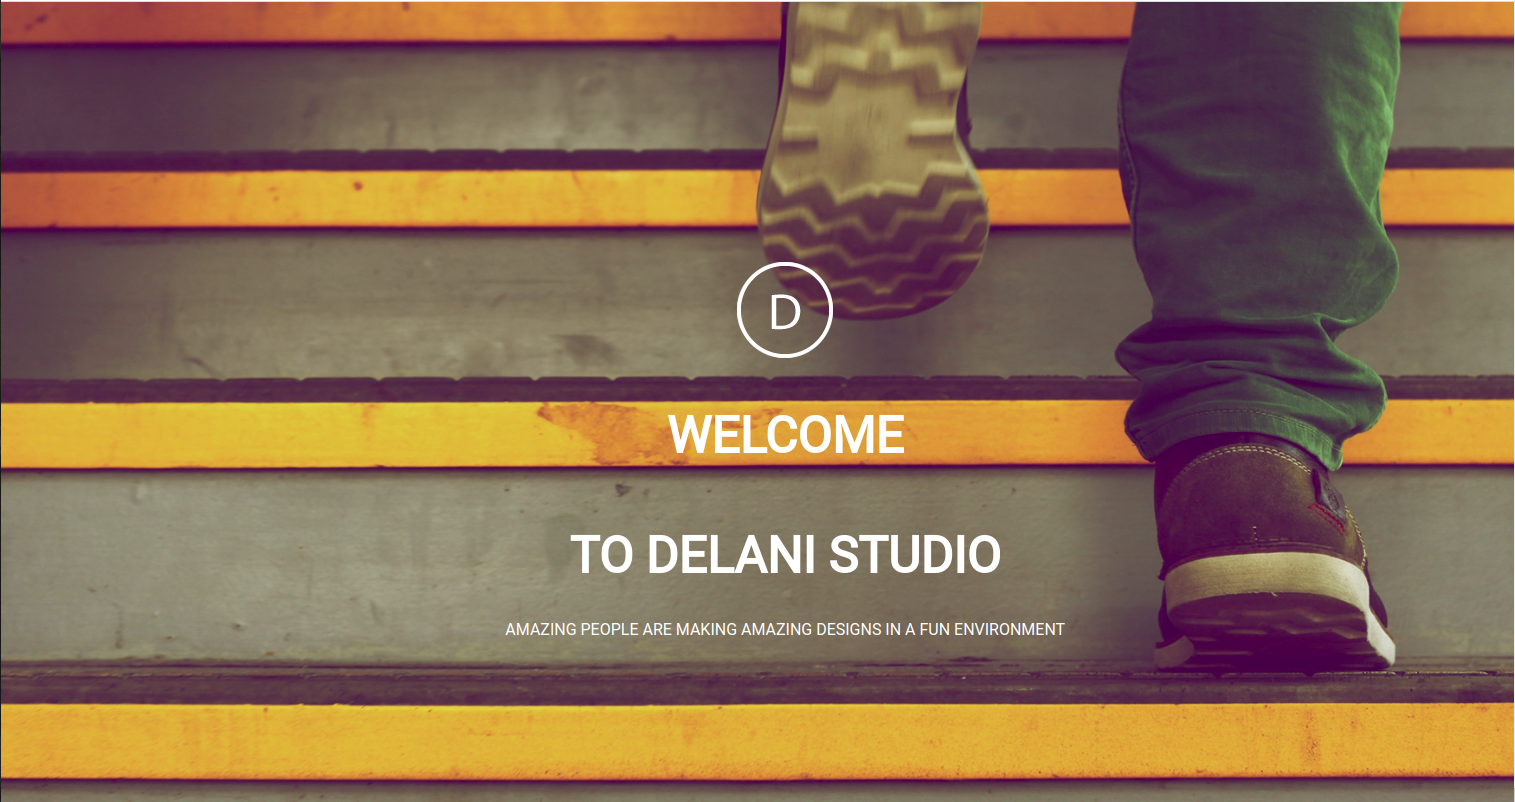 D
WELCOME
TO DELANI STUDIO
AMAZING PEOPLE ARE MAKING AMAZING DESIGNS IN A FUN ENVIRONMENT